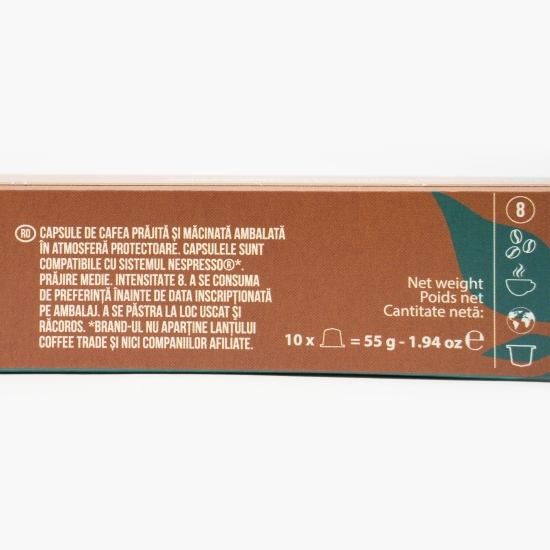 RO CAPSULE DE CAFEA PRĂJITĂ ȘI MĂCINATĂ AMBALATĂ
ÎN ATMOSFERĂ PROTECTOARE. CAPSULELE SUNT
COMPATIBILE CU SISTEMUL NESPRESSO®*.
PRĂJIRE MEDIE. INTENSITATE 8. A SE CONSUMA
DE PREFERINȚĂ ÎNAINTE DE DATA INSCRIPȚIONATĂ
PE AMBALAJ. A SE PĂSTRA LA LOC USCAT ȘI
RĂCOROS. *BRAND-UL NU APARȚINE LANȚULUI
COFFEE TRADE ȘI NICI COMPANIILOR AFILIATE.
Net weight
Poids net
Cantitate netă:
10 x = 55 g - 1.94 oz ℮
8